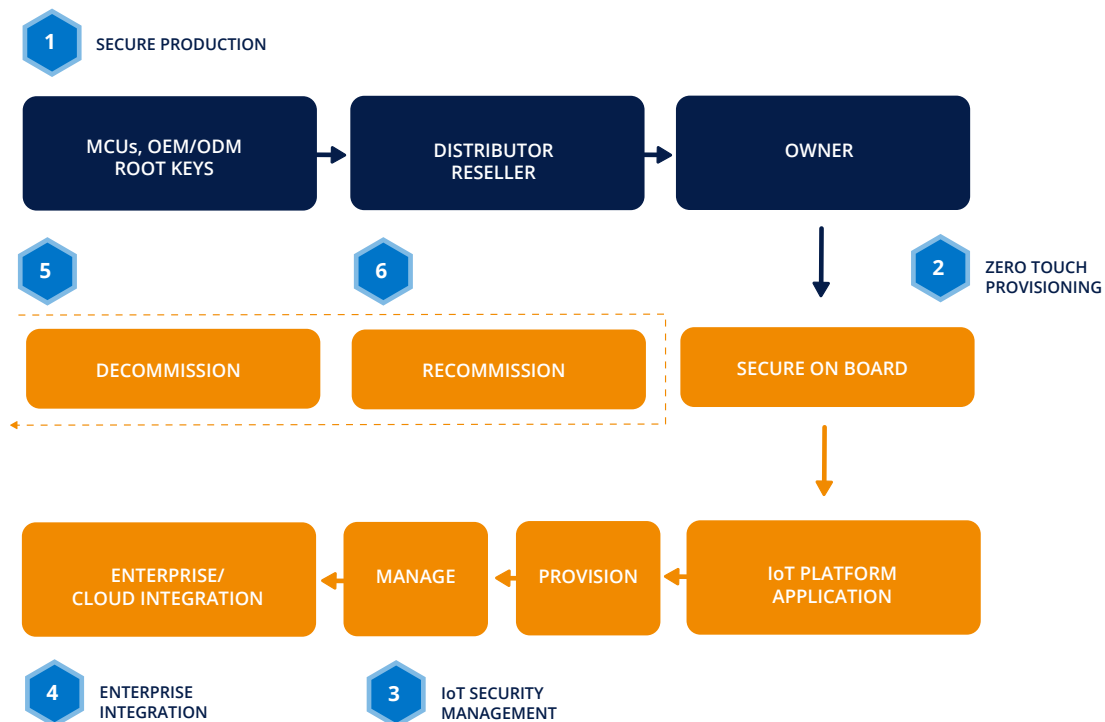 1
SECURE PRODUCTION
MCUs, OEM/ODM
ROOT KEYS
DISTRIBUTOR
RESELLER
OWNER
5
6
2
ZERO TOUCH
PROVISIONING
DECOMMISSION
RECOMMISSION
SECURE ON BOARD
ENTERPRISE/
CLOUD INTEGRATION
MANAGE
PROVISION
IoT PLATFORM
APPLICATION
4
ENTERPRISE
INTEGRATION
3
IoT SECURITY
MANAGEMENT